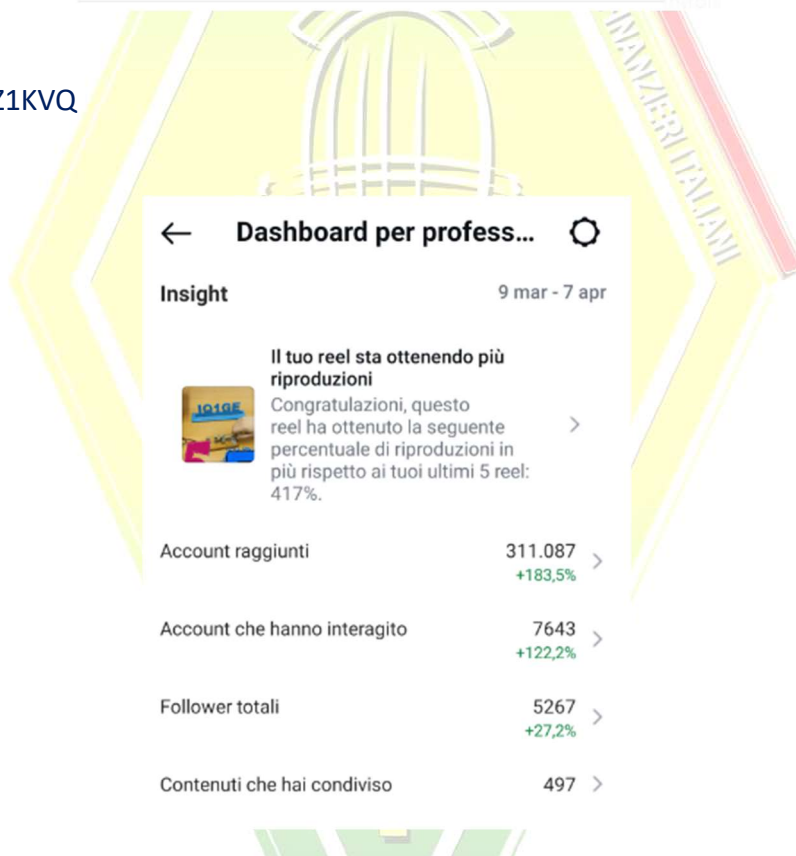 Z1KVQ
FINANZIERI ITALIANI
Dashboard per profess...
Insight
9 mar - 7 apr
Il tuo reel sta ottenendo più
riproduzioni
IQ1GE
Congratulazioni, questo
reel ha ottenuto la seguente
percentuale di riproduzioni in
più rispetto ai tuoi ultimi 5 reel:
417%.
Account raggiunti
311.087
+183,5%
Account che hanno interagito
7643
+122,2%
Follower totali
5267
+27,2%
Contenuti che hai condiviso
497